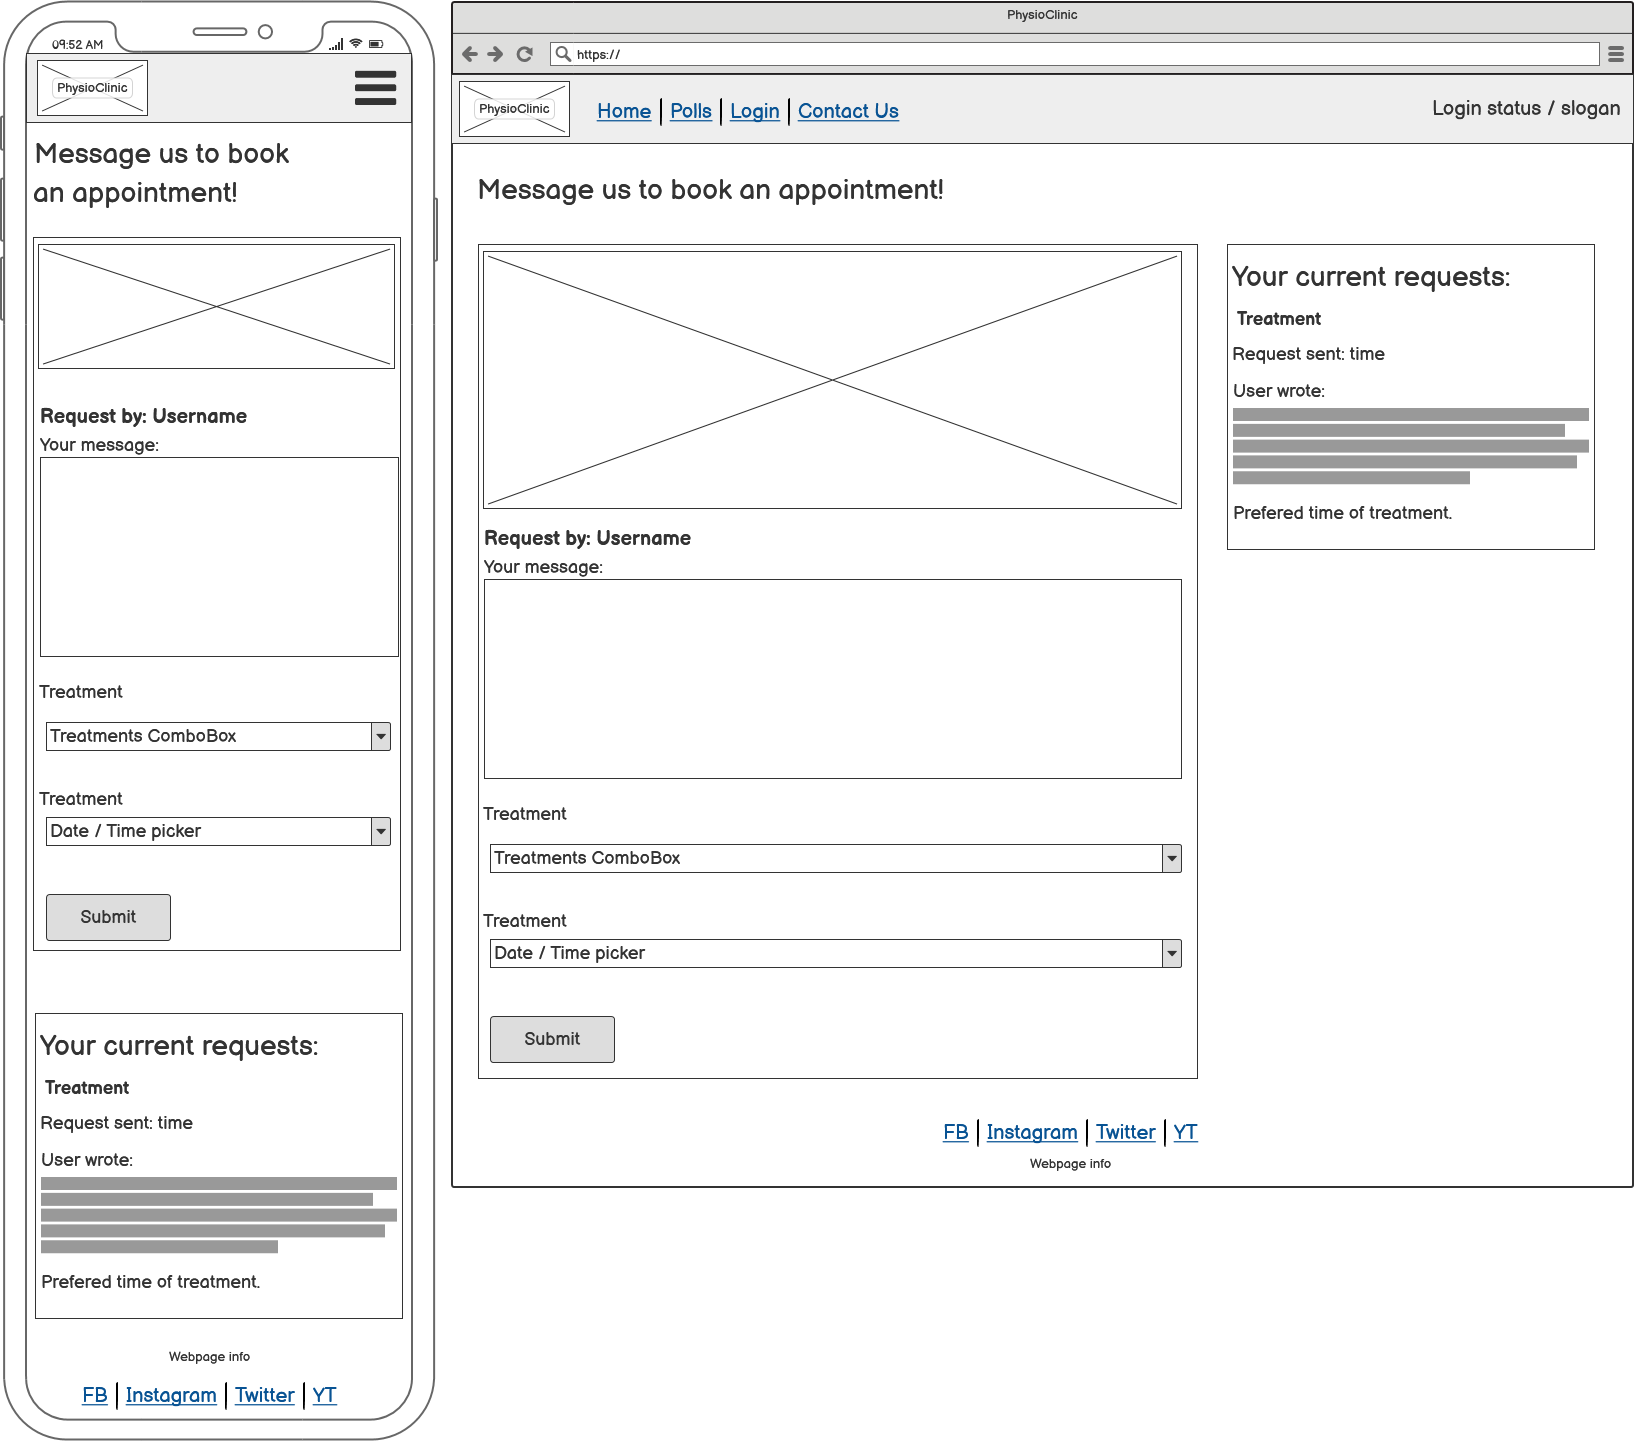 09:52 AM
PhysioClinic
Message us to book
an appointment!
Request by: Username
Your message:
Treatment
Treatments ComboBox
Treatment
Date / Time picker
Submit
Your current requests:
Treatment
Request sent: time
User wrote:
Prefered time of treatment.
Webpage info
FB Instagram Twitter YT
PhysioClinic
https://
PhysioClinic
Home Polls Login Contact Us
Login status / slogan
Message us to book an appointment!
Request by: Username
Your message:
Treatment
Treatments ComboBox
Treatment
Date / Time picker
Submit
Your current requests:
Treatment
Request sent: time
User wrote:
Prefered time of treatment.
FB Instagram Twitter YT
Webpage info